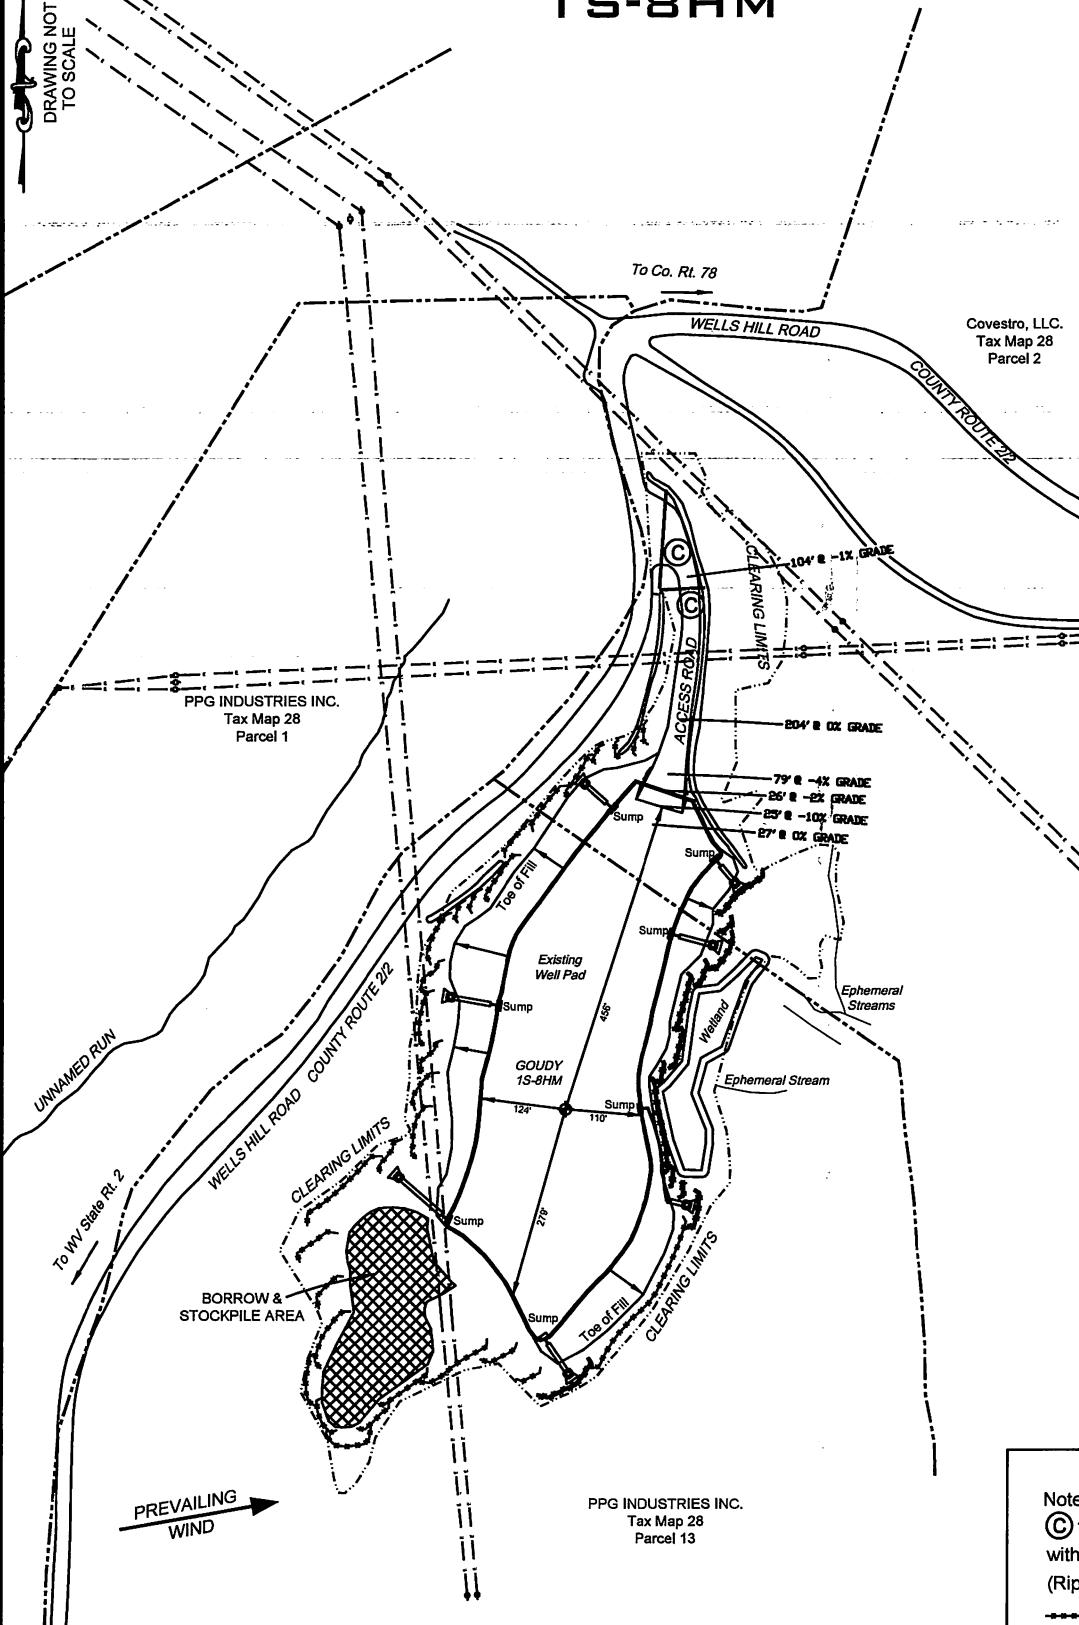 1S-8HM
DRAWING NOT
TO SCALE
To Co. Rt. 78
WELLS HILL ROAD
Covestro, LLC.
Tax Map 28
Parcel 2
COUNTY ROUTE 2/2
C
104' @ -1% GRADE
CLEARING LIMITS
C
ACCESS ROAD
PPG INDUSTRIES INC.
Tax Map 28
Parcel 1
204' @ 0% GRADE
79' @ -4% GRADE
26' @ -2% GRADE
25' @ -10% GRADE
27' @ 0% GRADE
Sump
Sump
Toe of Fill
Sump
Existing
Well Pad
Sump
456'
Wetland
Ephemeral
Streams
UNNAMED RUN
WELLS HILL ROAD COUNTY ROUTE 2/2
GOUDY
1S-8HM
Ephemeral Stream
124'
110'
Sump
CLEARING LIMITS
To WV State Rt. 2
Sump
279'
BORROW &
STOCKPILE AREA
Sump
Toe of Fill
CLEARING LIMITS
PREVAILING
WIND
PPG INDUSTRIES INC.
Tax Map 28
Parcel 13
Note
C
with
(Rip